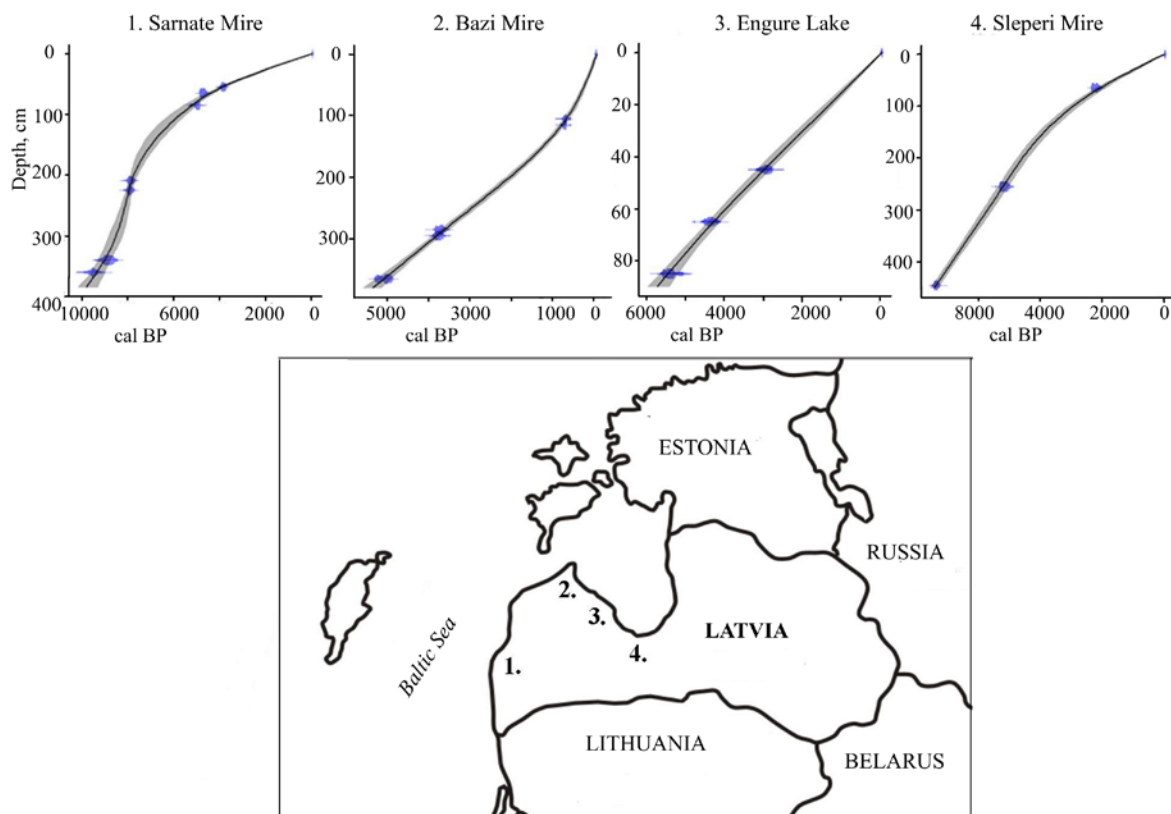 1. Sarnate Mire
2. Bazi Mire
3. Engure Lake
4. Sleperi Mire
Depth, cm
0
100
200
300
400
10000
6000
2000
0
cal BP
0
100
200
300
5000
3000
1000
0
cal BP
0
20
40
60
80
6000
4000
2000
0
cal BP
0
100
200
400
8000
4000
2000
0
cal BP
ESTONIA
RUSSIA
Baltic Sea
2.
3.
LATVIA
4.
1.
LITHUANIA
BELARUS